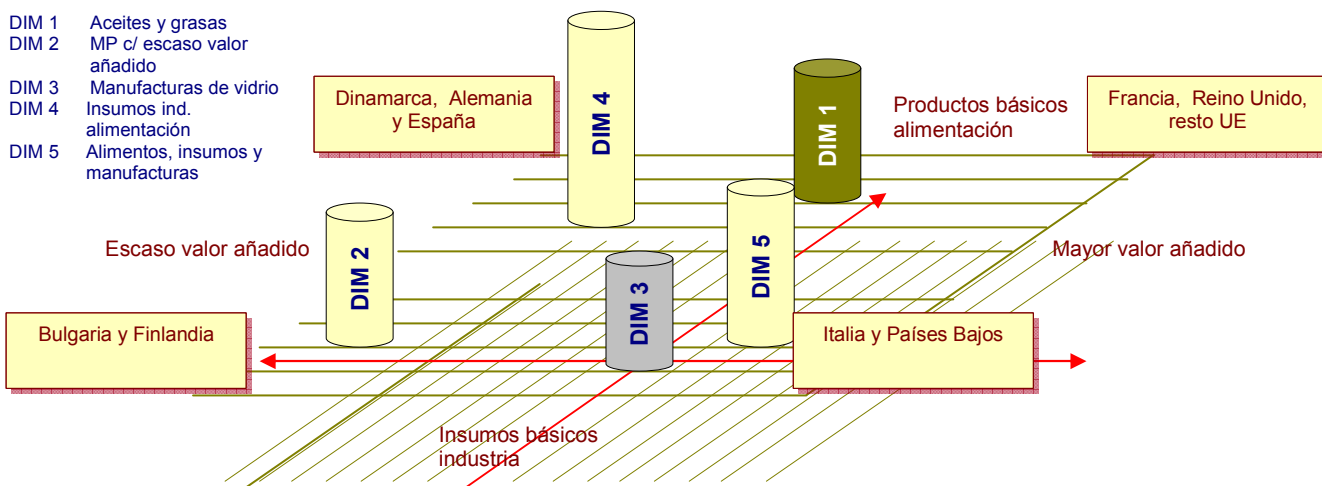 DIM 1 Aceites y grasas
DIM 2 MP c/ escaso valor
añadido
DIM 3 Manufacturas de vidrio
DIM 4 Insumos ind.
alimentación
DIM 5 Alimentos, insumos y
manufacturas
Dinamarca, Alemania
y España
DIM 4
DIM 1
Productos básicos
alimentación
Francia, Reino Unido,
resto UE
Escaso valor añadido
DIM 2
DIM 3
DIM 5
Mayor valor añadido
Bulgaria y Finlandia
Italia y Países Bajos
Insumos básicos
industria